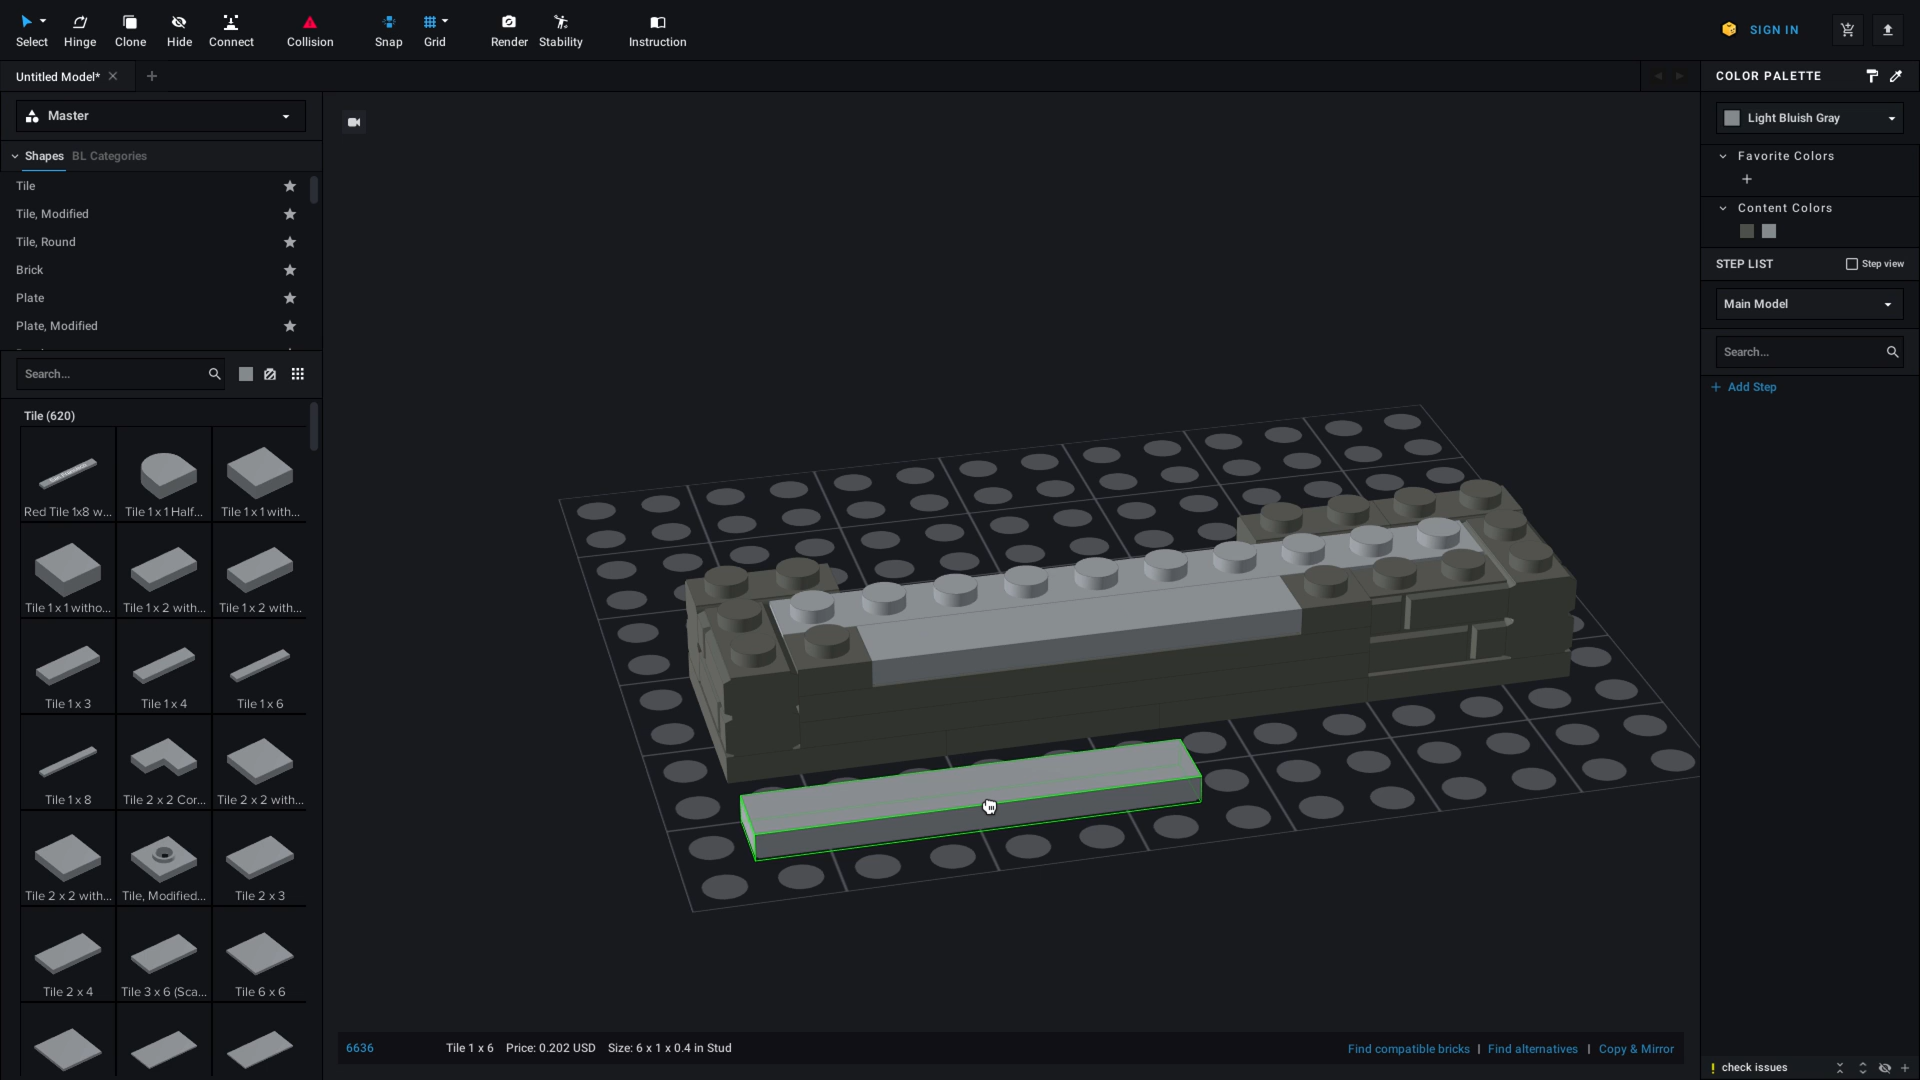 Select Hinge Clone Hide Connect Collision Snap Grid Render Stability Instruction SIGN IN
Untitled Model*
Master
Shapes BL Categories
Tile
Tile, Modified
Tile, Round
Brick
Plate
Plate, Modified
Search...
Tile (620)
Red Tile 1x8 w... Tile 1 x 1 Half... Tile 1 x 1 with...
Tile 1 x 1 witho... Tile 1 x 2 with... Tile 1 x 2 with...
Tile 1 x 3 Tile 1 x 4 Tile 1 x 6
Tile 1 x 8 Tile 2 x 2 Cor... Tile 2 x 2 with...
Tile 2 x 2 with... Tile, Modified... Tile 2 x 3
Tile 2 x 4 Tile 3 x 6 (Sca... Tile 6 x 6
6636 Tile 1 x 6 Price: 0.202 USD Size: 6 x 1 x 0.4 in Stud
Find compatible bricks | Find alternatives | Copy & Mirror
COLOR PALETTE
Light Bluish Gray
Favorite Colors
Content Colors
STEP LIST Step view
Main Model
Search...
+ Add Step
! check issues